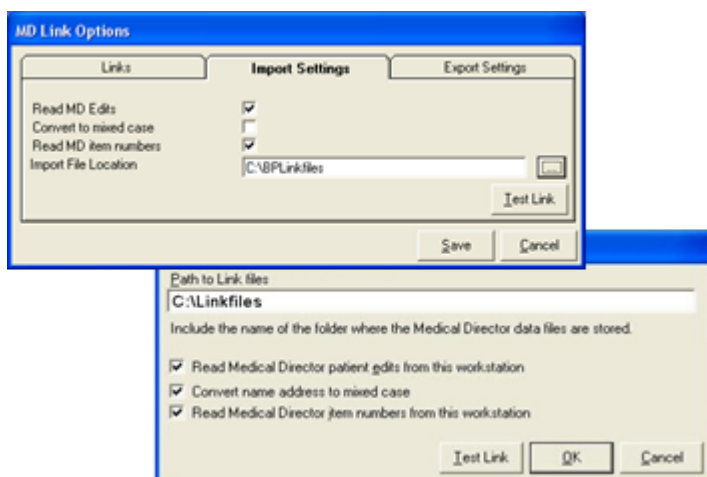 MD Link Options
Links Import Settings Export Settings
Read MD Edits
Convert to mixed case
Read MD item numbers
Import File Location C:\BPLinkfiles ...
Test Link
Save Cancel
Path to Link files
C:\Linkfiles
Include the name of the folder where the Medical Director data files are stored.
Read Medical Director patient edits from this workstation
Convert name address to mixed case
Read Medical Director item numbers from this workstation
Test Link OK Cancel